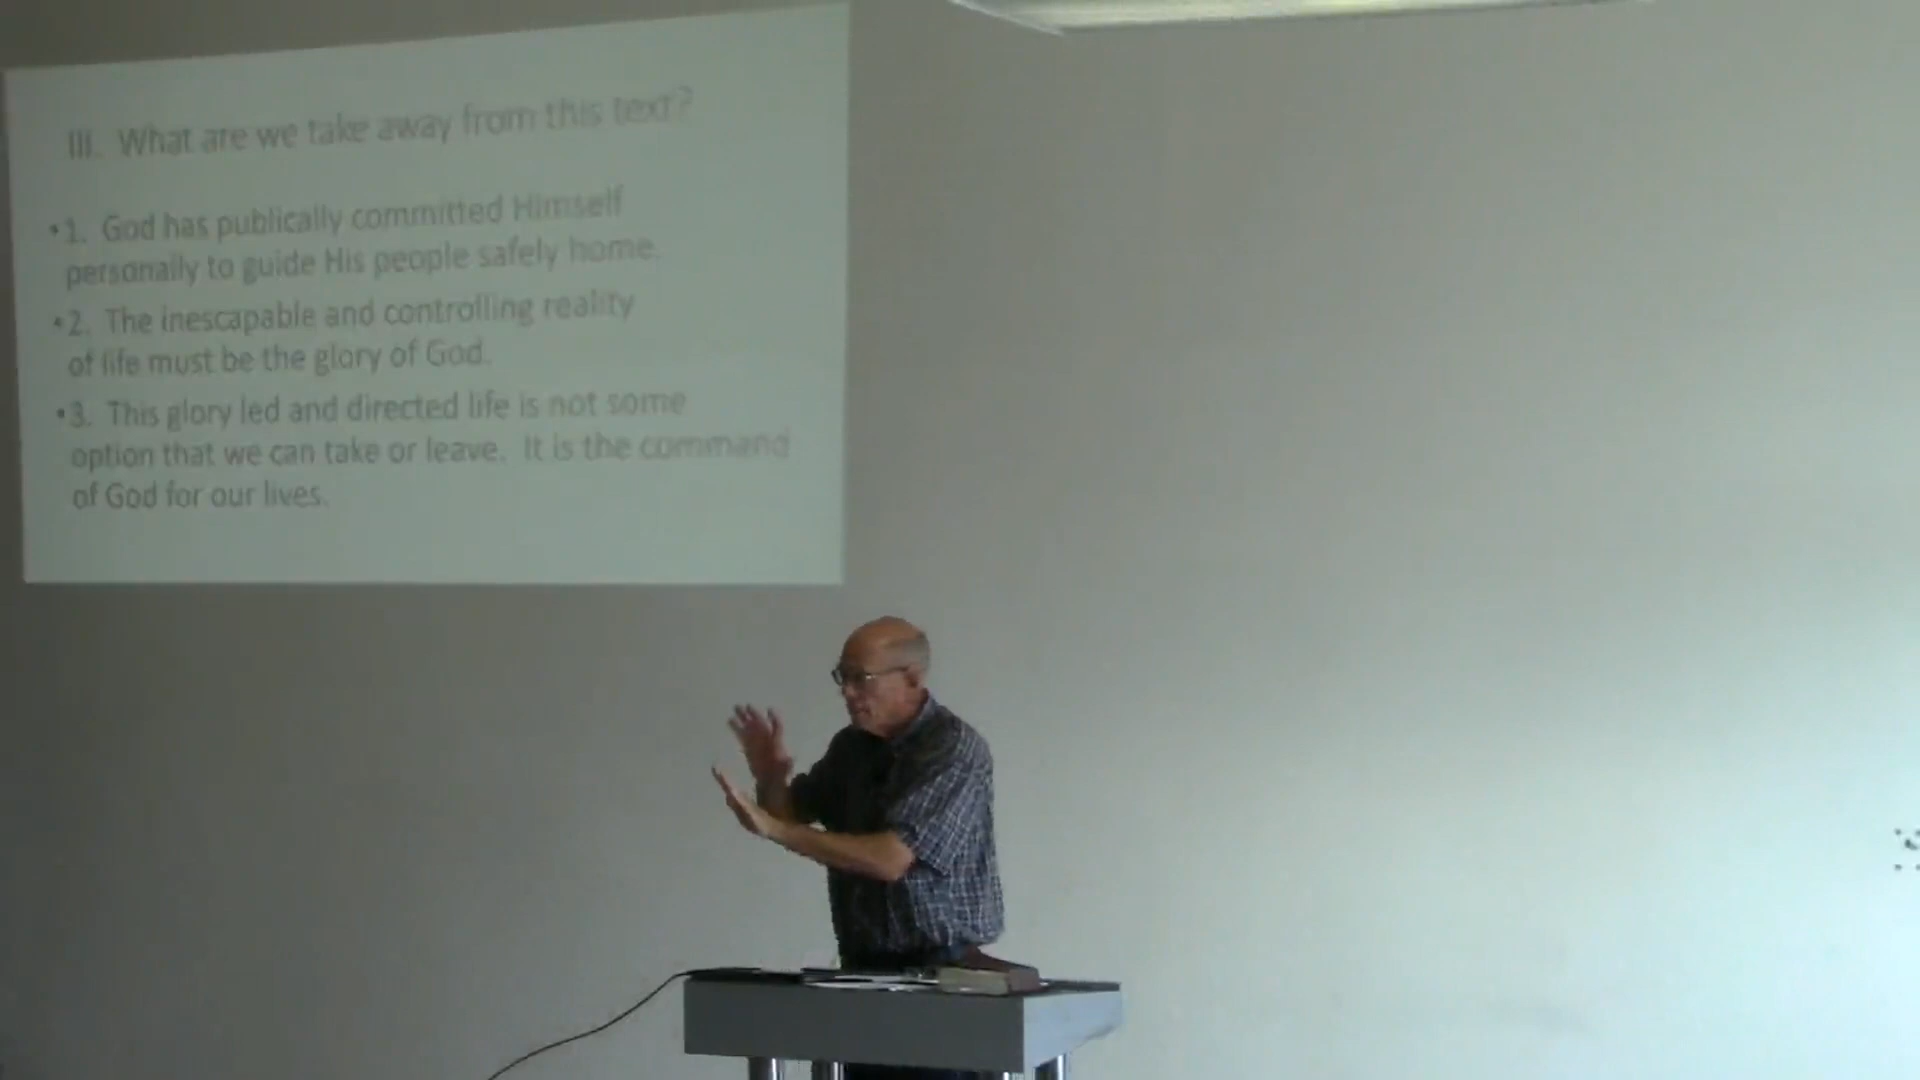 III. What are we take away from this text?
•1. God has publically committed Himself
personally to guide His people safely home.
•2. The inescapable and controlling reality
of life must be the glory of God.
•3. This glory led and directed life is not some
option that we can take or leave. It is the command
of God for our lives.